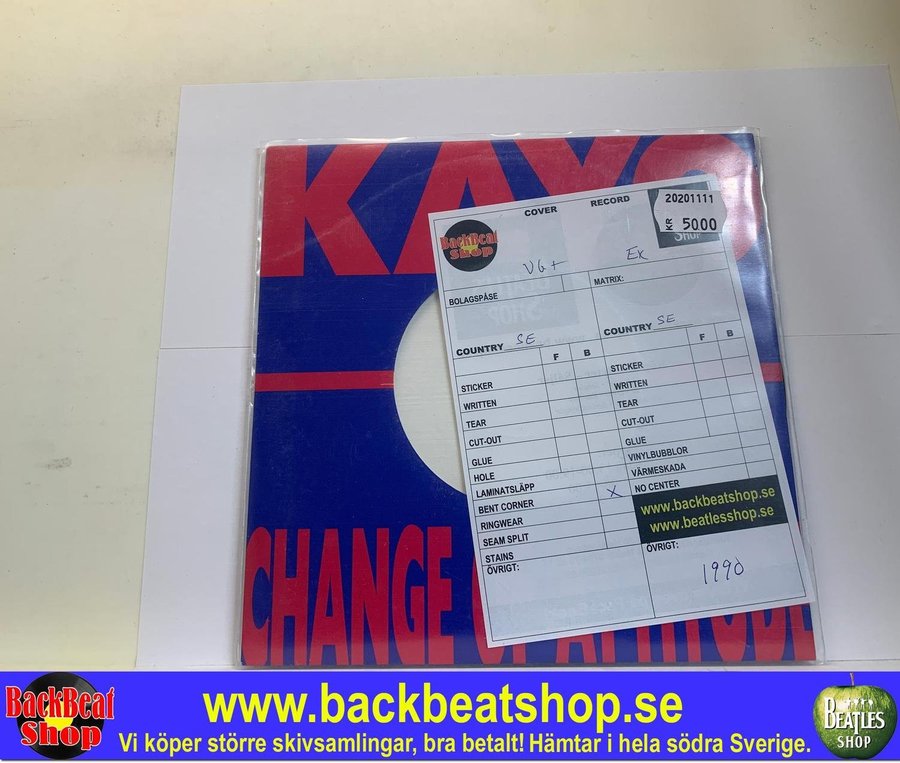 KAYO
COVER
RECORD
20201111
KR 5000
BackBeat
Shop
Shop
VG+
Ex
BOLAGSPÅSE
MATRIX:
COUNTRY SE
COUNTRY SE
F B
F B
STICKER
WRITTEN
TEAR
CUT-OUT
GLUE
HOLE
LAMINATSLÄPP
BENT CORNER X
RINGWEAR
SEAM SPLIT
STAINS
ÖVRIGT:
STICKER
WRITTEN
TEAR
CUT-OUT
GLUE
VINYLBUBBLOR
VÄRMESKADA
NO CENTER
www.backbeatshop.se
www.beatlesshop.se
ÖVRIGT:
1990
CHANGE OF ATTITUDE
BackBeat
Shop
www.backbeatshop.se
Vi köper större skivsamlingar, bra betalt! Hämtar i hela södra Sverige.
BEATLES
SHOP